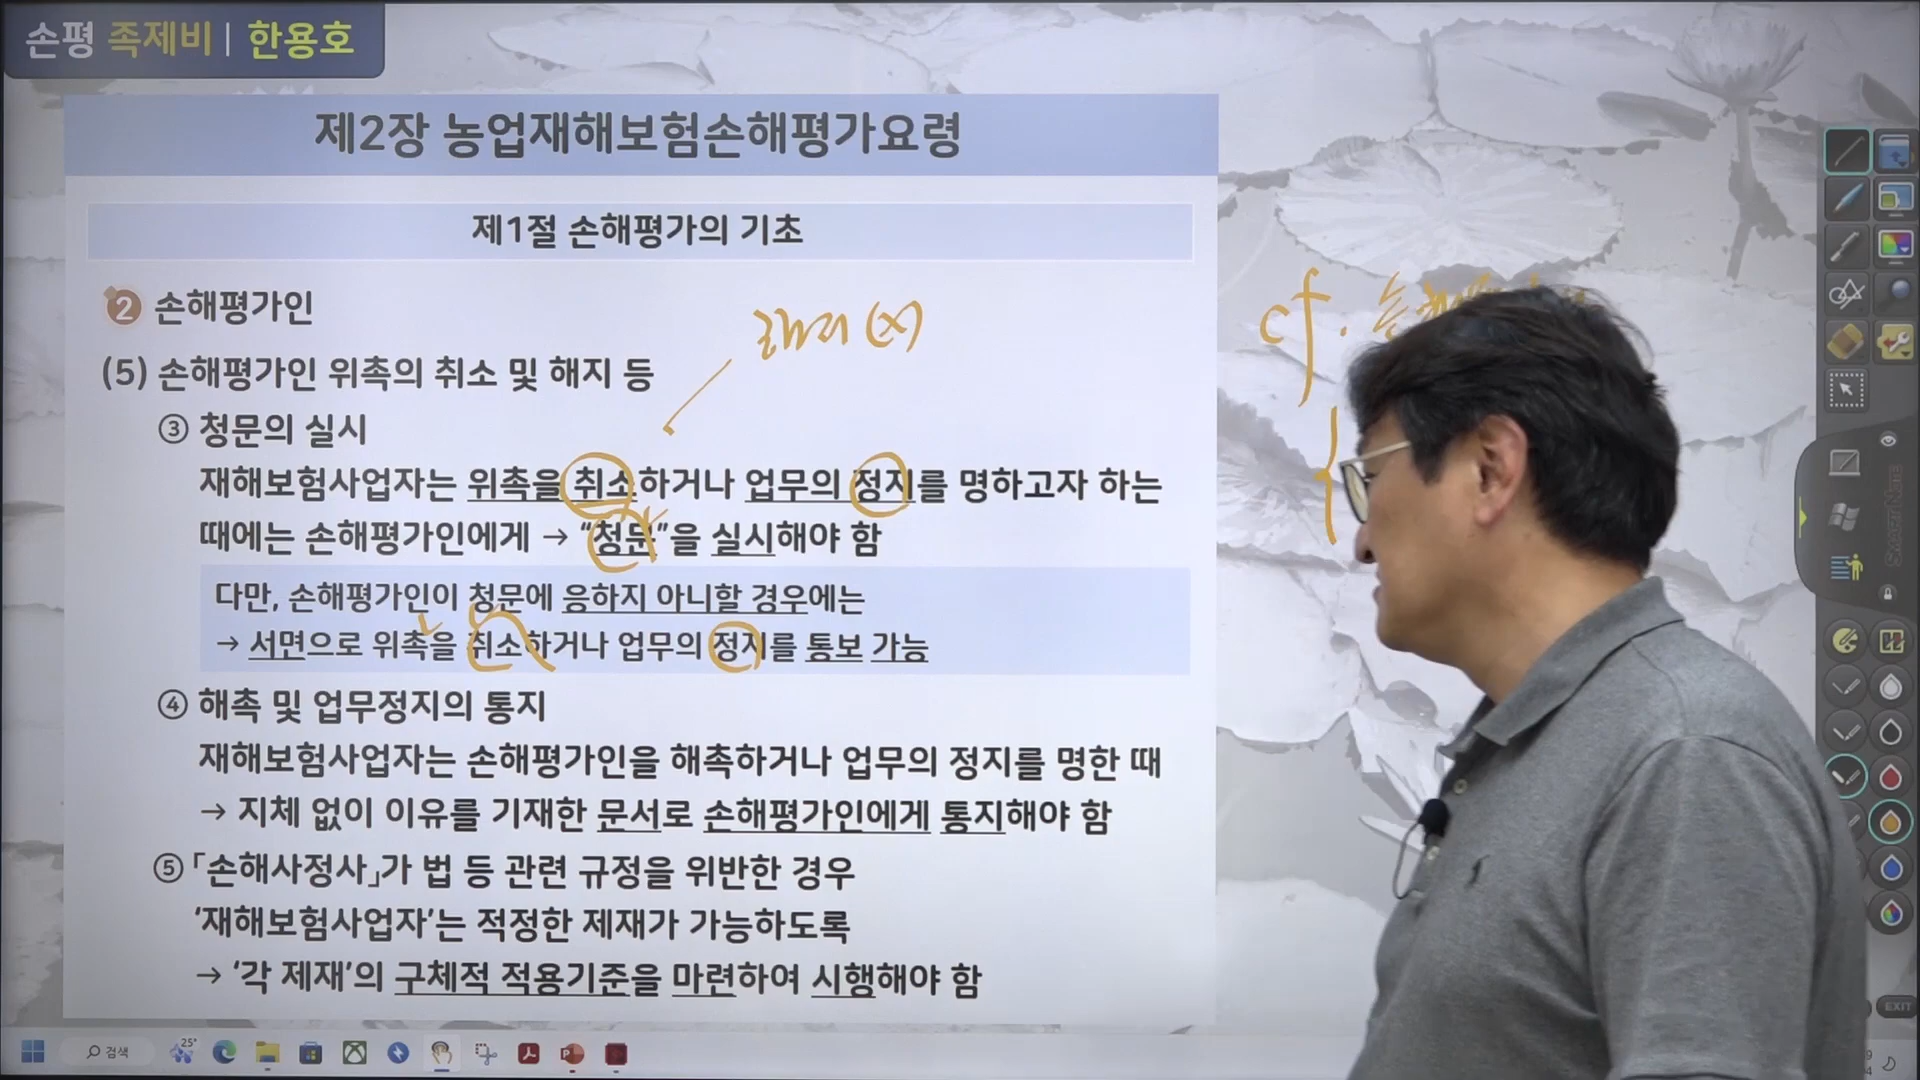 손평 족제비 | 한용호
제2장 농업재해보험손해평가요령
제1절 손해평가의 기초
2 손해평가인
해지 (x)
cf.
(5) 손해평가인 위촉의 취소 및 해지 등
③ 청문의 실시
재해보험사업자는 위촉을 취소하거나 업무의 정지를 명하고자 하는
때에는 손해평가인에게 → “청문”을 실시해야 함
다만, 손해평가인이 청문에 응하지 아니할 경우에는
→ 서면으로 위촉을 취소하거나 업무의 정지를 통보 가능
④ 해촉 및 업무정지의 통지
재해보험사업자는 손해평가인을 해촉하거나 업무의 정지를 명한 때
→ 지체 없이 이유를 기재한 문서로 손해평가인에게 통지해야 함
⑤ 「손해사정사」가 법 등 관련 규정을 위반한 경우
‘재해보험사업자’는 적정한 제재가 가능하도록
→ ‘각 제재’의 구체적 적용기준을 마련하여 시행해야 함
검색
25°
EXIT